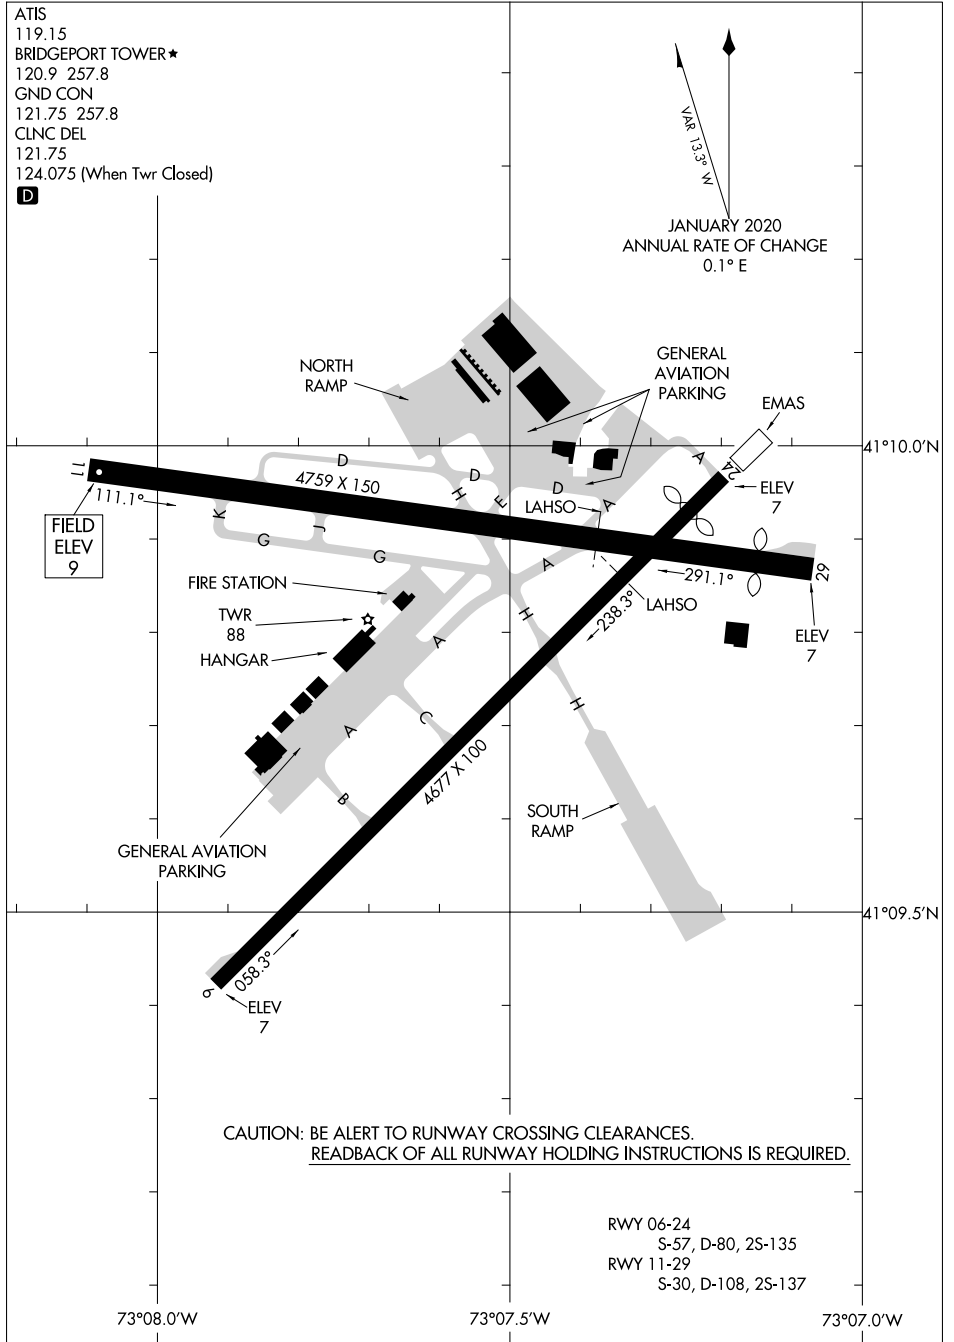 ATIS
119.15
BRIDGEPORT TOWER★
120.9 257.8
GND CON
121.75 257.8
CLNC DEL
121.75
124.075 (When Twr Closed)
D
VAR 13.3° W
JANUARY 2020
ANNUAL RATE OF CHANGE
0.1° E
NORTH
RAMP
GENERAL
AVIATION
PARKING
EMAS
41°10.0'N
A
24
11
D
4759 X 150
D
H
E
D
LAHSO
A
ELEV
7
111.1°
K
J
FIELD
ELEV
9
G
G
A
291.1°
29
FIRE STATION
TWR
88
HANGAR
H
238.3°
LAHSO
ELEV
7
A
H
A
C
4677 X 100
B
SOUTH
RAMP
GENERAL AVIATION
PARKING
41°09.5'N
058.3°
6
ELEV
7
CAUTION: BE ALERT TO RUNWAY CROSSING CLEARANCES.
READBACK OF ALL RUNWAY HOLDING INSTRUCTIONS IS REQUIRED.
RWY 06-24
S-57, D-80, 2S-135
RWY 11-29
S-30, D-108, 2S-137
73°08.0'W
73°07.5'W
73°07.0'W